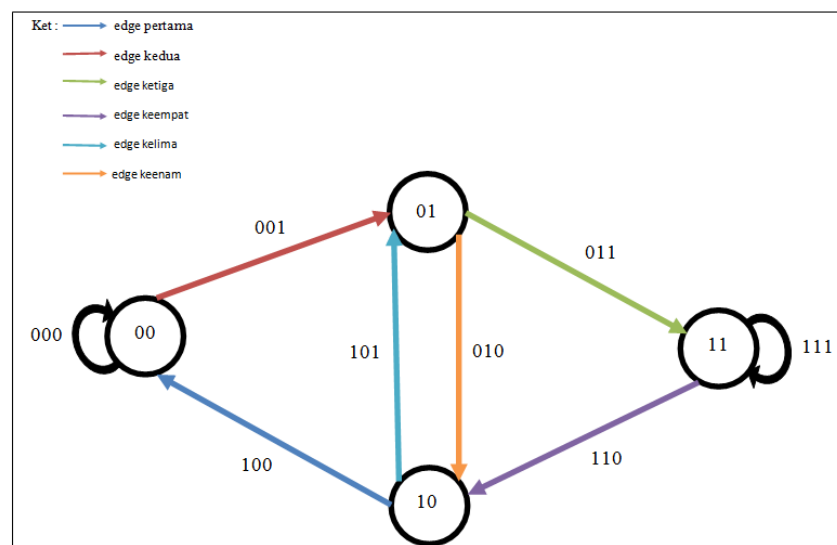 Ket : edge pertama
edge kedua
edge ketiga
edge keempat
edge kelima
edge keenam
01
001
011
000
00
101
010
11
111
100
110
10